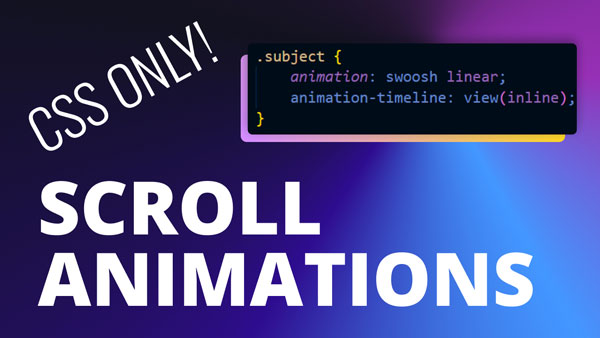 CSS ONLY!
.subject {
    animation: swoosh linear;
    animation-timeline: view(inline);
}
SCROLL
ANIMATIONS